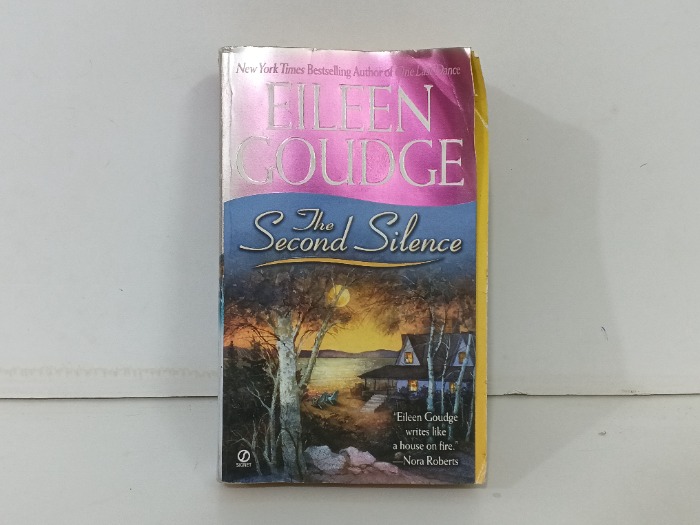 New York Times Bestselling Author of One Last Dance
EILEEN
GOUDGE
The
Second Silence
"Eileen Goudge
writes like
a house on fire."
—Nora Roberts
SIGNET